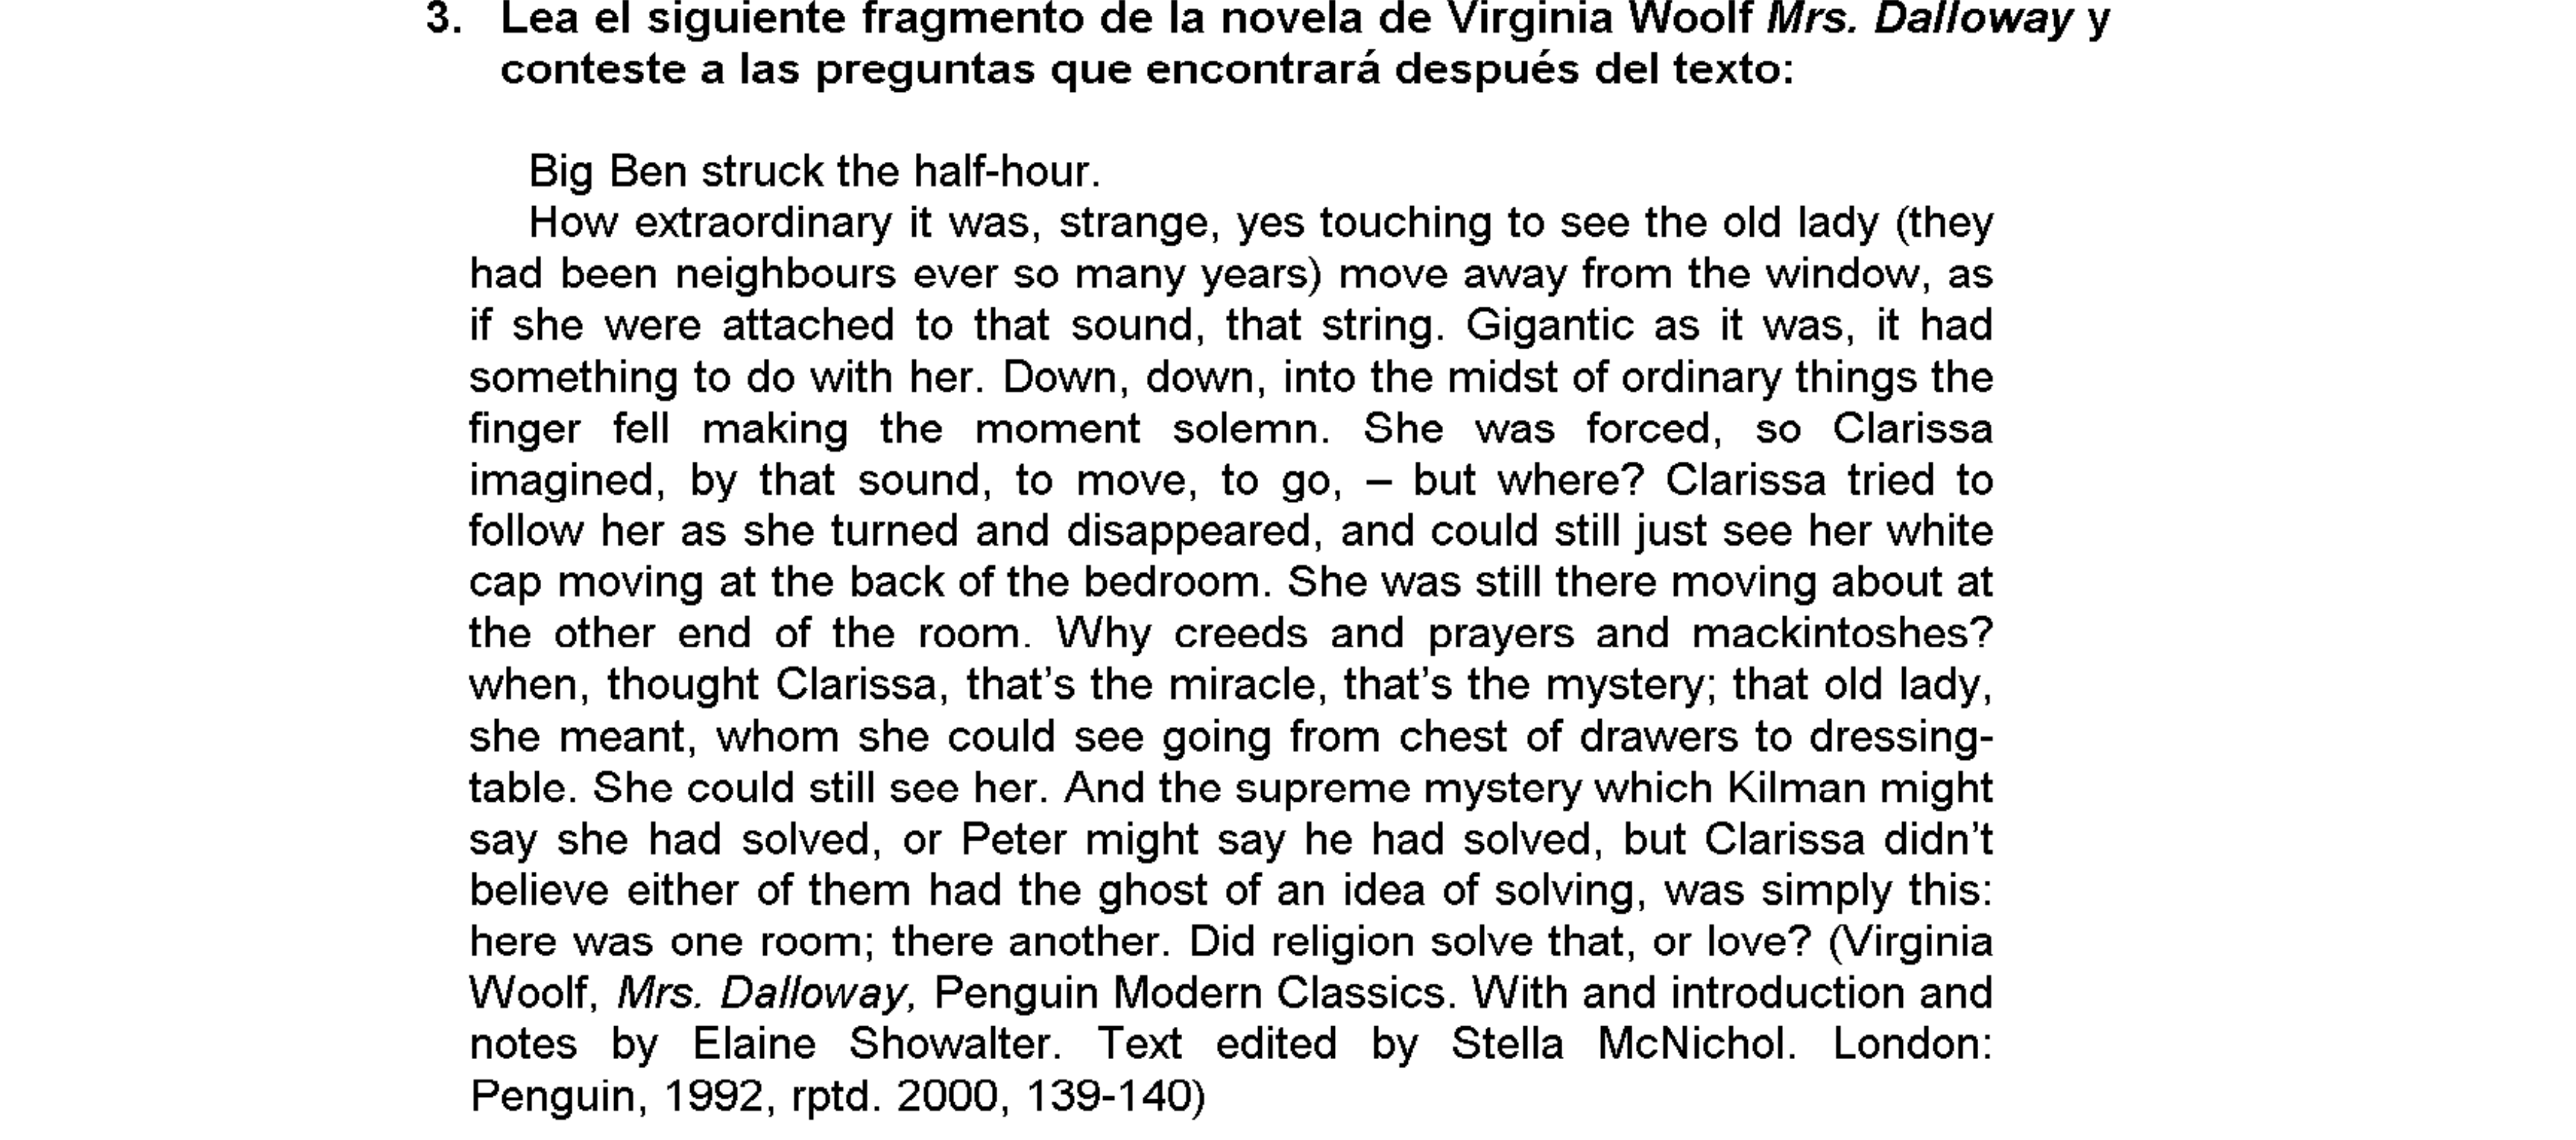 3. Lea el siguiente fragmento de la novela de Virginia Woolf Mrs. Dalloway y
conteste a las preguntas que encontrará después del texto:
Big Ben struck the half-hour.
How extraordinary it was, strange, yes touching to see the old lady (they
had been neighbours ever so many years) move away from the window, as
if she were attached to that sound, that string. Gigantic as it was, it had
something to do with her. Down, down, into the midst of ordinary things the
finger fell making the moment solemn. She was forced, so Clarissa
imagined, by that sound, to move, to go, – but where? Clarissa tried to
follow her as she turned and disappeared, and could still just see her white
cap moving at the back of the bedroom. She was still there moving about at
the other end of the room. Why creeds and prayers and mackintoshes?
when, thought Clarissa, that's the miracle, that's the mystery; that old lady,
she meant, whom she could see going from chest of drawers to dressing-
table. She could still see her. And the supreme mystery which Kilman might
say she had solved, or Peter might say he had solved, but Clarissa didn't
believe either of them had the ghost of an idea of solving, was simply this:
here was one room; there another. Did religion solve that, or love? (Virginia
Woolf, Mrs. Dalloway, Penguin Modern Classics. With and introduction and
notes by Elaine Showalter. Text edited by Stella McNichol. London:
Penguin, 1992, rptd. 2000, 139-140)